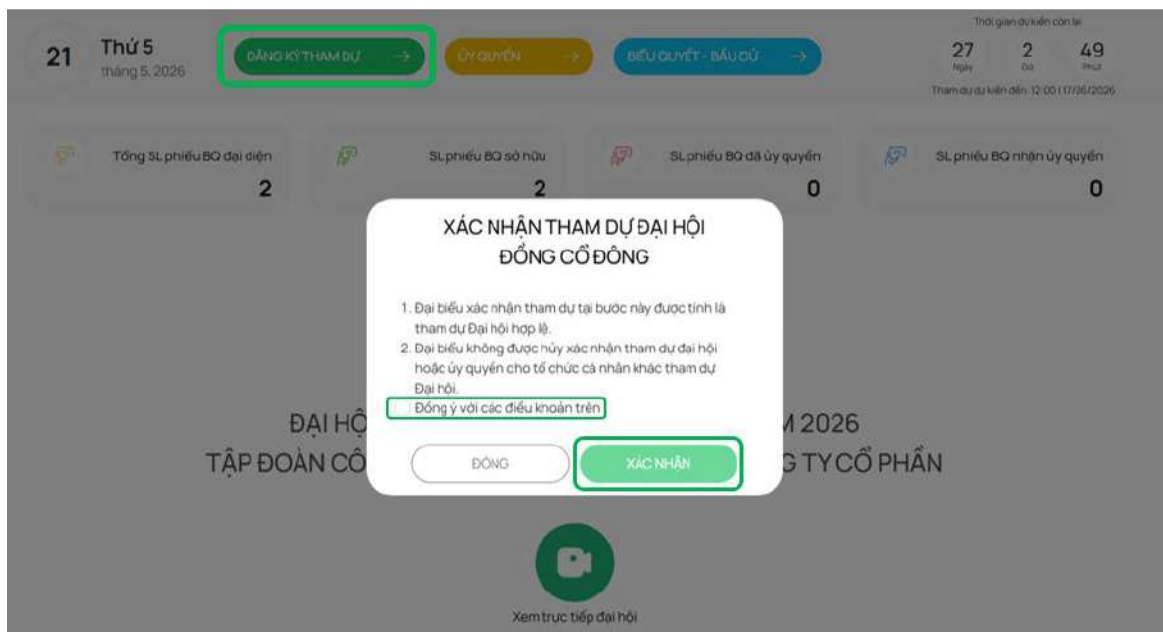 21
Thứ 5
tháng 5, 2026
ĐĂNG KÝ THAM DỰ →
ỦY QUYỀN →
BIỂU QUYẾT - BẦU CỬ →
Thời gian dự kiến còn lại
27 2 49
Ngày Giờ Phút
Tham dự dự kiến đến: 12:00 | 17/06/2026
Tổng SL phiếu BQ đại diện
2
SL phiếu BQ sở hữu
2
SL phiếu BQ đã ủy quyền
0
SL phiếu BQ nhận ủy quyền
0
XÁC NHẬN THAM DỰ ĐẠI HỘI
ĐỒNG CỔ ĐÔNG
1. Đại biểu xác nhận tham dự tại bước này được tính là
tham dự Đại hội hợp lệ.
2. Đại biểu không được hủy xác nhận tham dự đại hội
hoặc ủy quyền cho tổ chức cá nhân khác tham dự
Đại hội.
Đồng ý với các điều khoản trên
ĐÓNG
XÁC NHẬN
ĐẠI HỘ M 2026
TẬP ĐOÀN CÔ G TY CỔ PHẦN
Xem trực tiếp đại hội